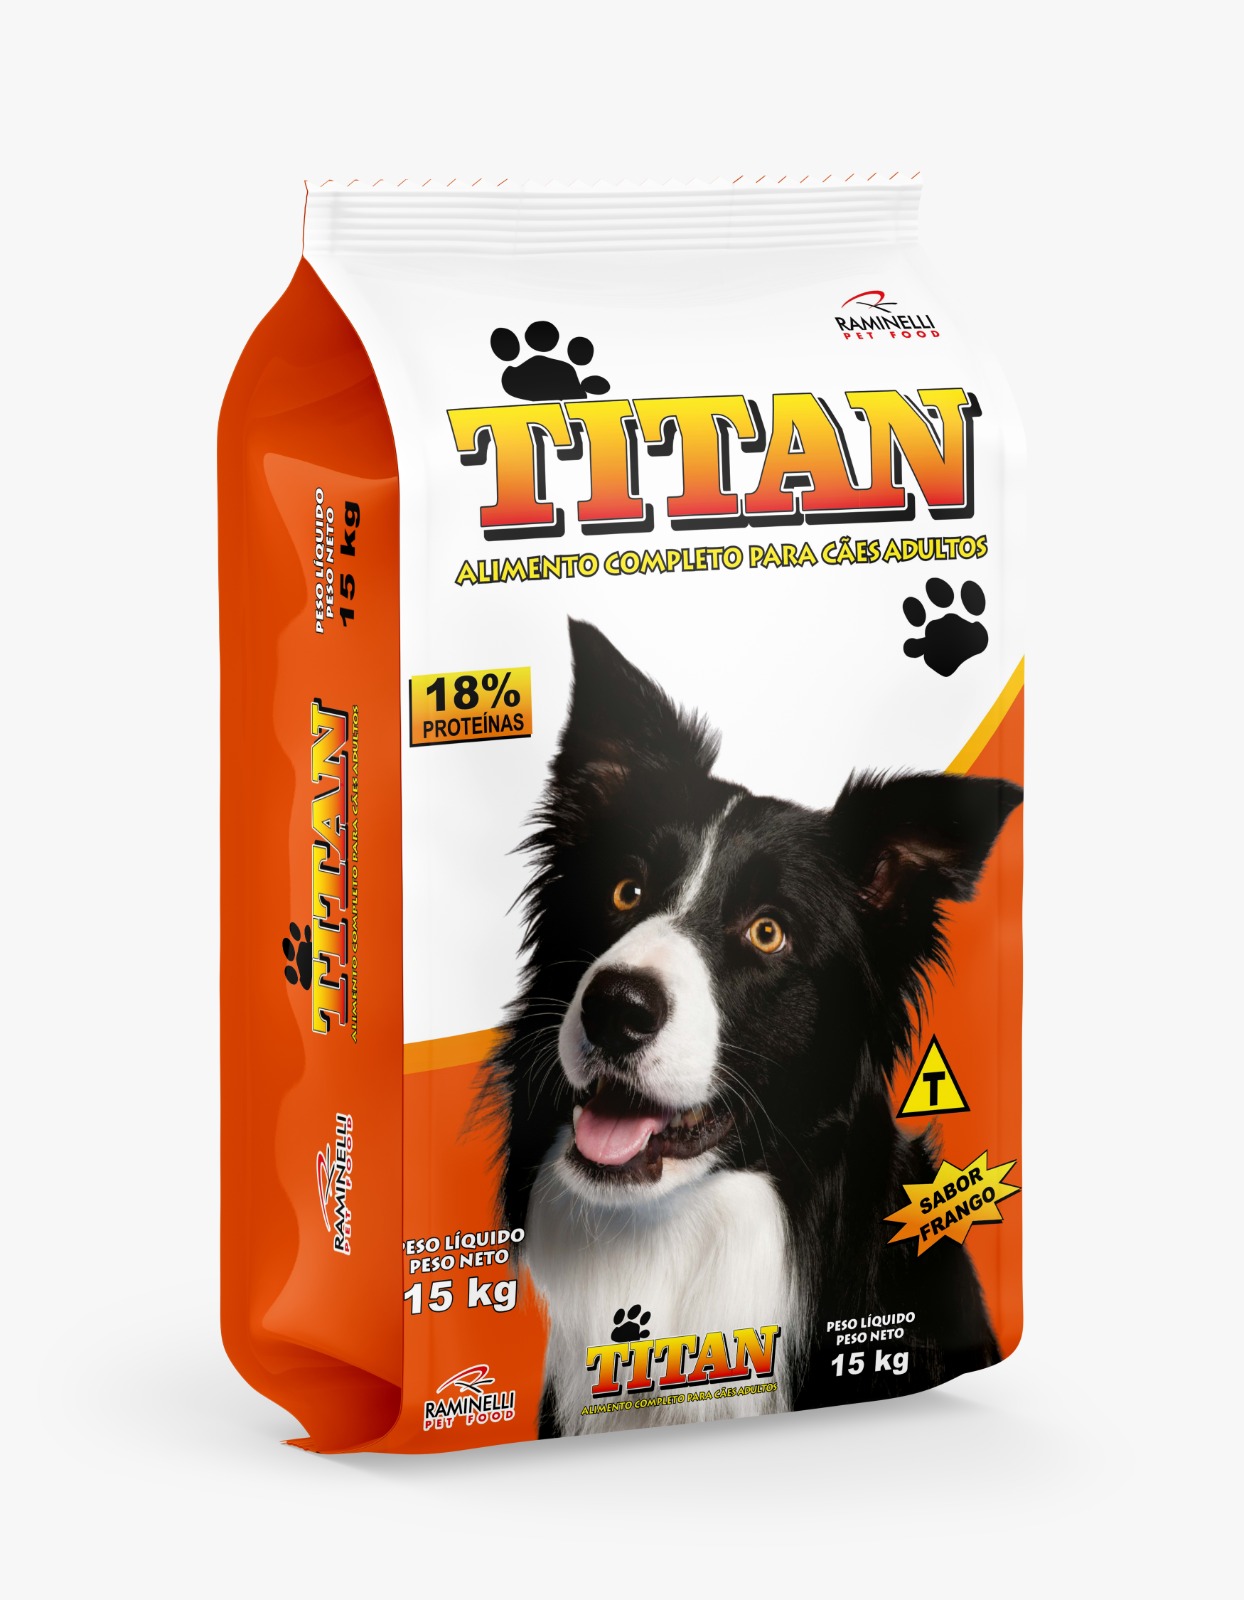 RAMINELLI
PET FOOD
TITAN
ALIMENTO COMPLETO PARA CÃES ADULTOS
18%
PROTEÍNAS
T
SABOR
FRANGO
PESO LÍQUIDO
PESO NETO
15 kg
TITAN
ALIMENTO COMPLETO PARA CÃES ADULTOS
PESO LÍQUIDO
PESO NETO
15 kg
RAMINELLI
PET FOOD
PESO LÍQUIDO
PESO NETO
15 kg
TITAN
ALIMENTO COMPLETO PARA CÃES ADULTOS
RAMINELLI
PET FOOD